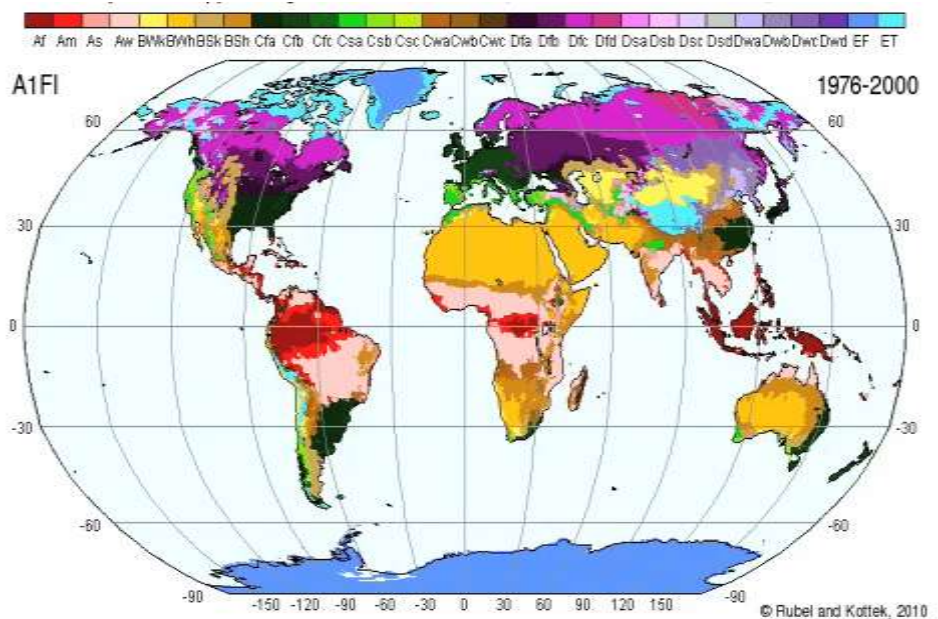 Af Am As Aw BWk BWh BSk BSh Cfa Cfb Cfc Csa Csb Csc Cwa Cwb Cwc Dfa Dfb Dfc Dfd Dsa Dsb Dsc Dsd Dwa Dwb Dwc Dwd EF ET
A1FI 1976-2000
60 60
30 30
0 0
-30 -30
-60 -60
-90 -150 -120 -90 -60 -30 0 30 60 90 120 150 -90
© Rubel and Kottek, 2010